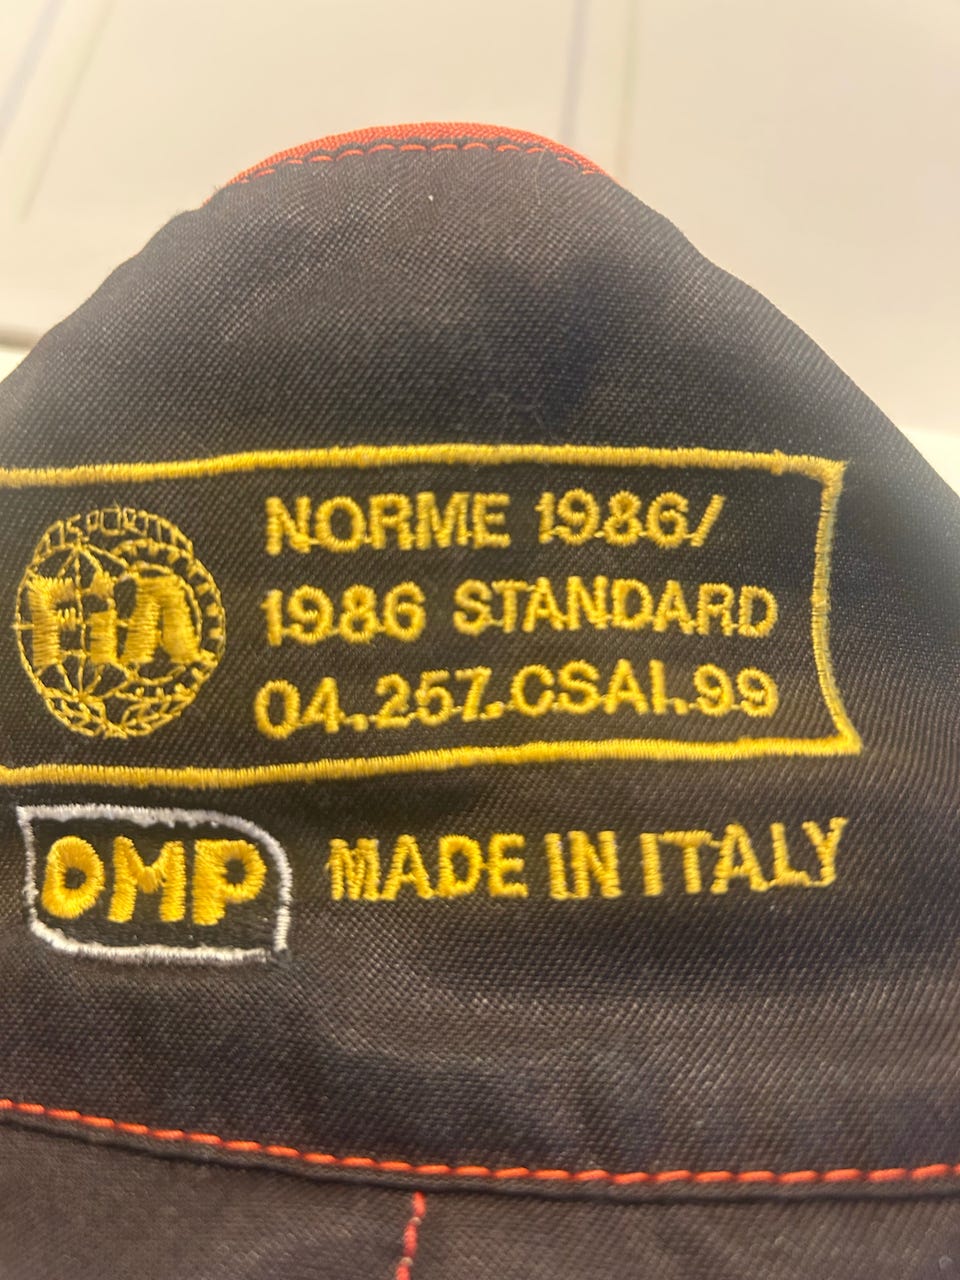 FIA
NORME 1986/
1986 STANDARD
04.257.CSAI.99
OMP MADE IN ITALY